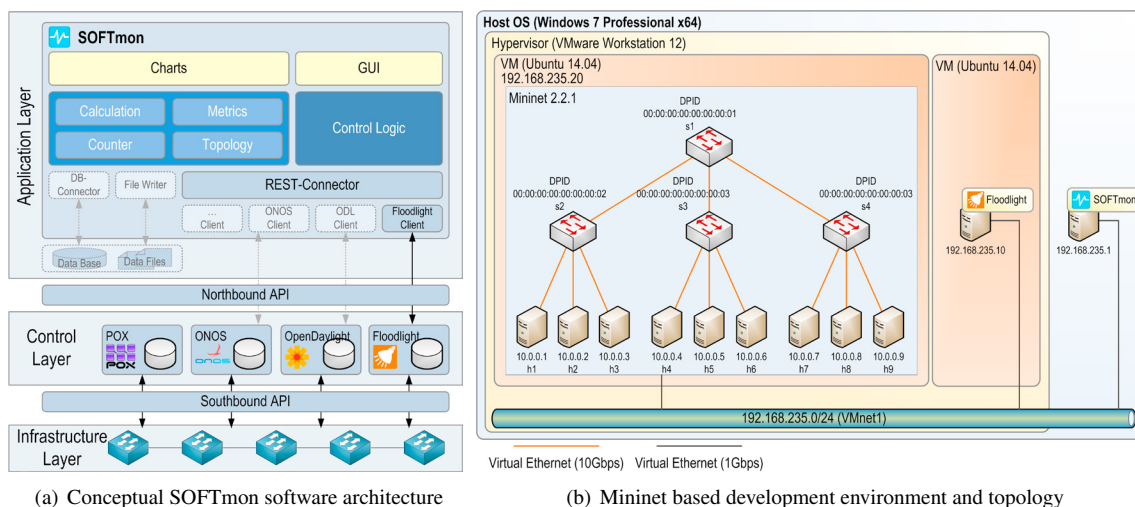 SOFTmon
Charts
GUI
Application Layer
Calculation
Metrics
Counter
Topology
Control Logic
DB-
Connector
File Writer
REST-Connector
...
Client
ONOS
Client
ODL
Client
Floodlight
Client
Data Base
Data Files
Northbound API
Control
Layer
POX
POX
ONOS
onos
OpenDaylight
Floodlight
Southbound API
Infrastructure
Layer
(a) Conceptual SOFTmon software architecture
Host OS (Windows 7 Professional x64)
Hypervisor (VMware Workstation 12)
VM (Ubuntu 14.04)
192.168.235.20
VM (Ubuntu 14.04)
Mininet 2.2.1
DPID
00:00:00:00:00:00:00:01
s1
DPID
00:00:00:00:00:00:00:02
s2
DPID
00:00:00:00:00:00:00:03
s3
DPID
00:00:00:00:00:00:00:03
s4
Floodlight
192.168.235.10
SOFTmon
192.168.235.1
10.0.0.1
h1
10.0.0.2
h2
10.0.0.3
h3
10.0.0.4
h4
10.0.0.5
h5
10.0.0.6
h6
10.0.0.7
h7
10.0.0.8
h8
10.0.0.9
h9
192.168.235.0/24 (VMnet1)
Virtual Ethernet (10Gbps)
Virtual Ethernet (1Gbps)
(b) Mininet based development environment and topology